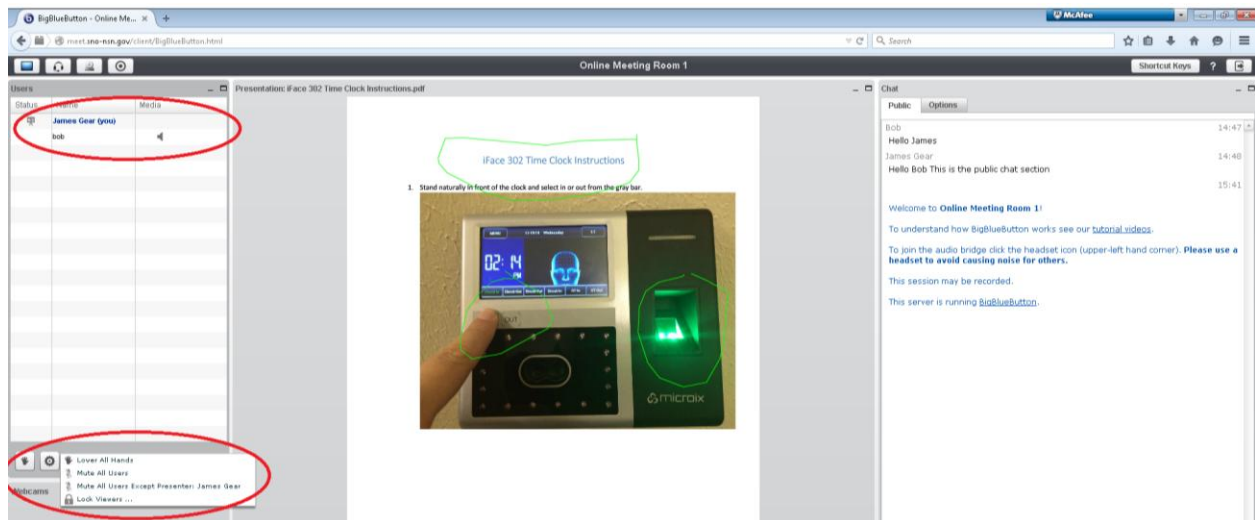 BigBlueButton - Online Me...
McAfee
meet.sno-nsn.gov/client/BigBlueButton.html
Search
Online Meeting Room 1
Shortcut Keys ?
Users
Status Name Media
James Gear (you)
bob
Lower All Hands
Mute All Users
Mute All Users Except Presenter: James Gear
Lock Viewers ...
Webcams
Presentation: iFace 302 Time Clock Instructions.pdf
iFace 302 Time Clock Instructions
1. Stand naturally in front of the clock and select in or out from the gray bar.
02:14
PM
OUT
microix
Chat
Public Options
Bob 14:47
Hello James
James Gear 14:48
Hello Bob This is the public chat section
15:41
Welcome to Online Meeting Room 1!
To understand how BigBlueButton works see our tutorial videos.
To join the audio bridge click the headset icon (upper-left hand corner). Please use a
headset to avoid causing noise for others.
This session may be recorded.
This server is running BigBlueButton.